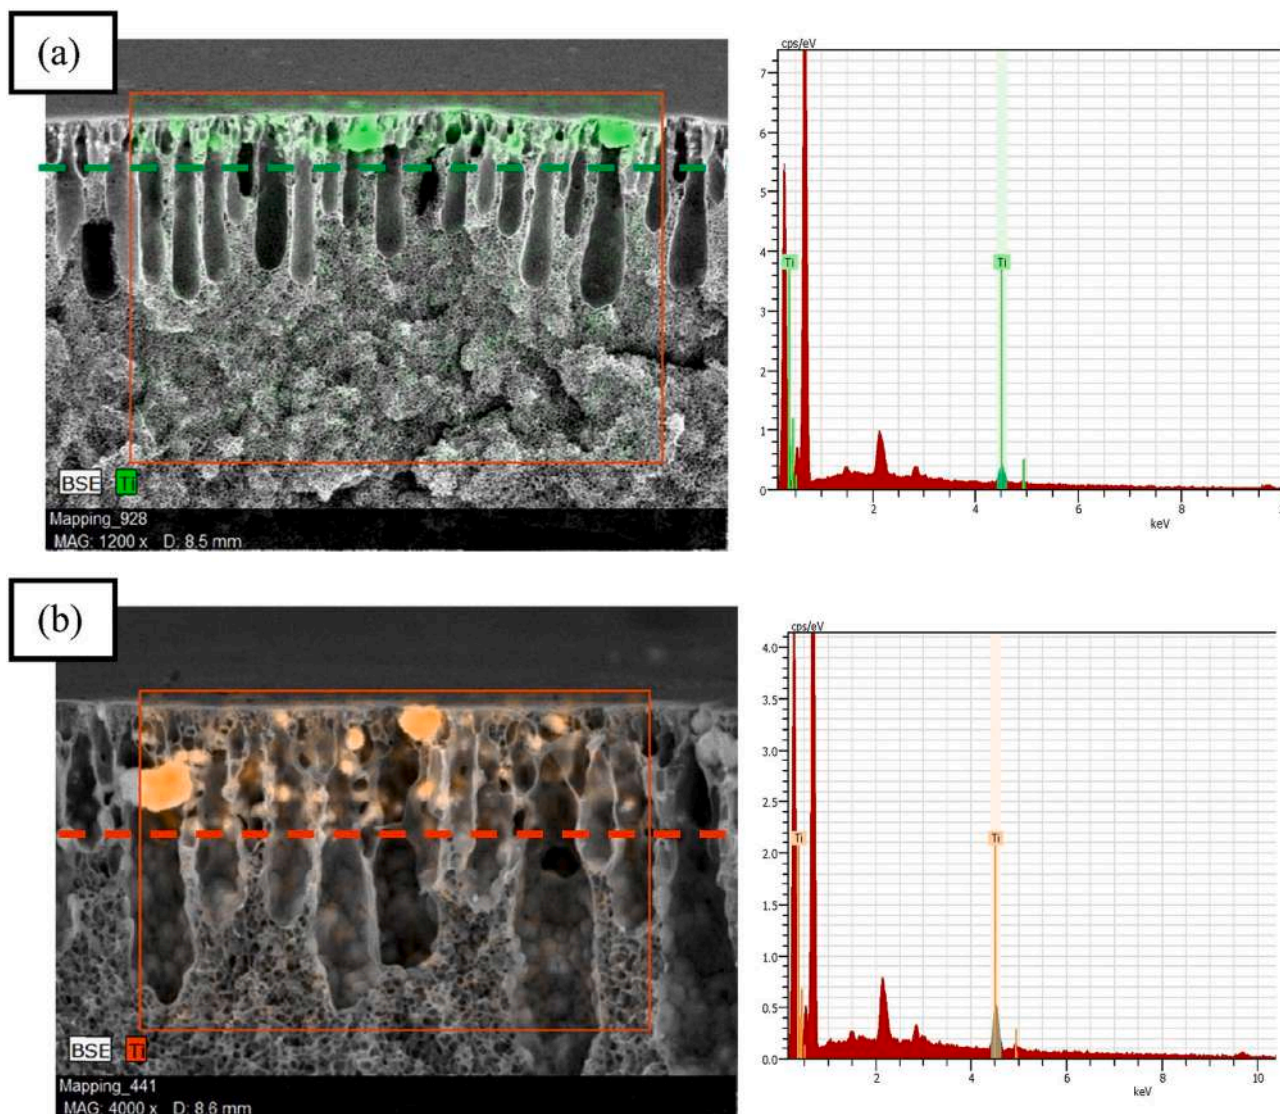 (a)
BSE Ti
Mapping_928
MAG: 1200 x D: 8.5 mm
cps/eV
7
6
5
4
3
2
1
0
Ti
Ti
2 4 6 8
keV
(b)
BSE Ti
Mapping_441
MAG: 4000 x D: 8.6 mm
cps/eV
4.0
3.5
3.0
2.5
2.0
1.5
1.0
0.5
0.0
Ti
Ti
2 4 6 8 10
keV